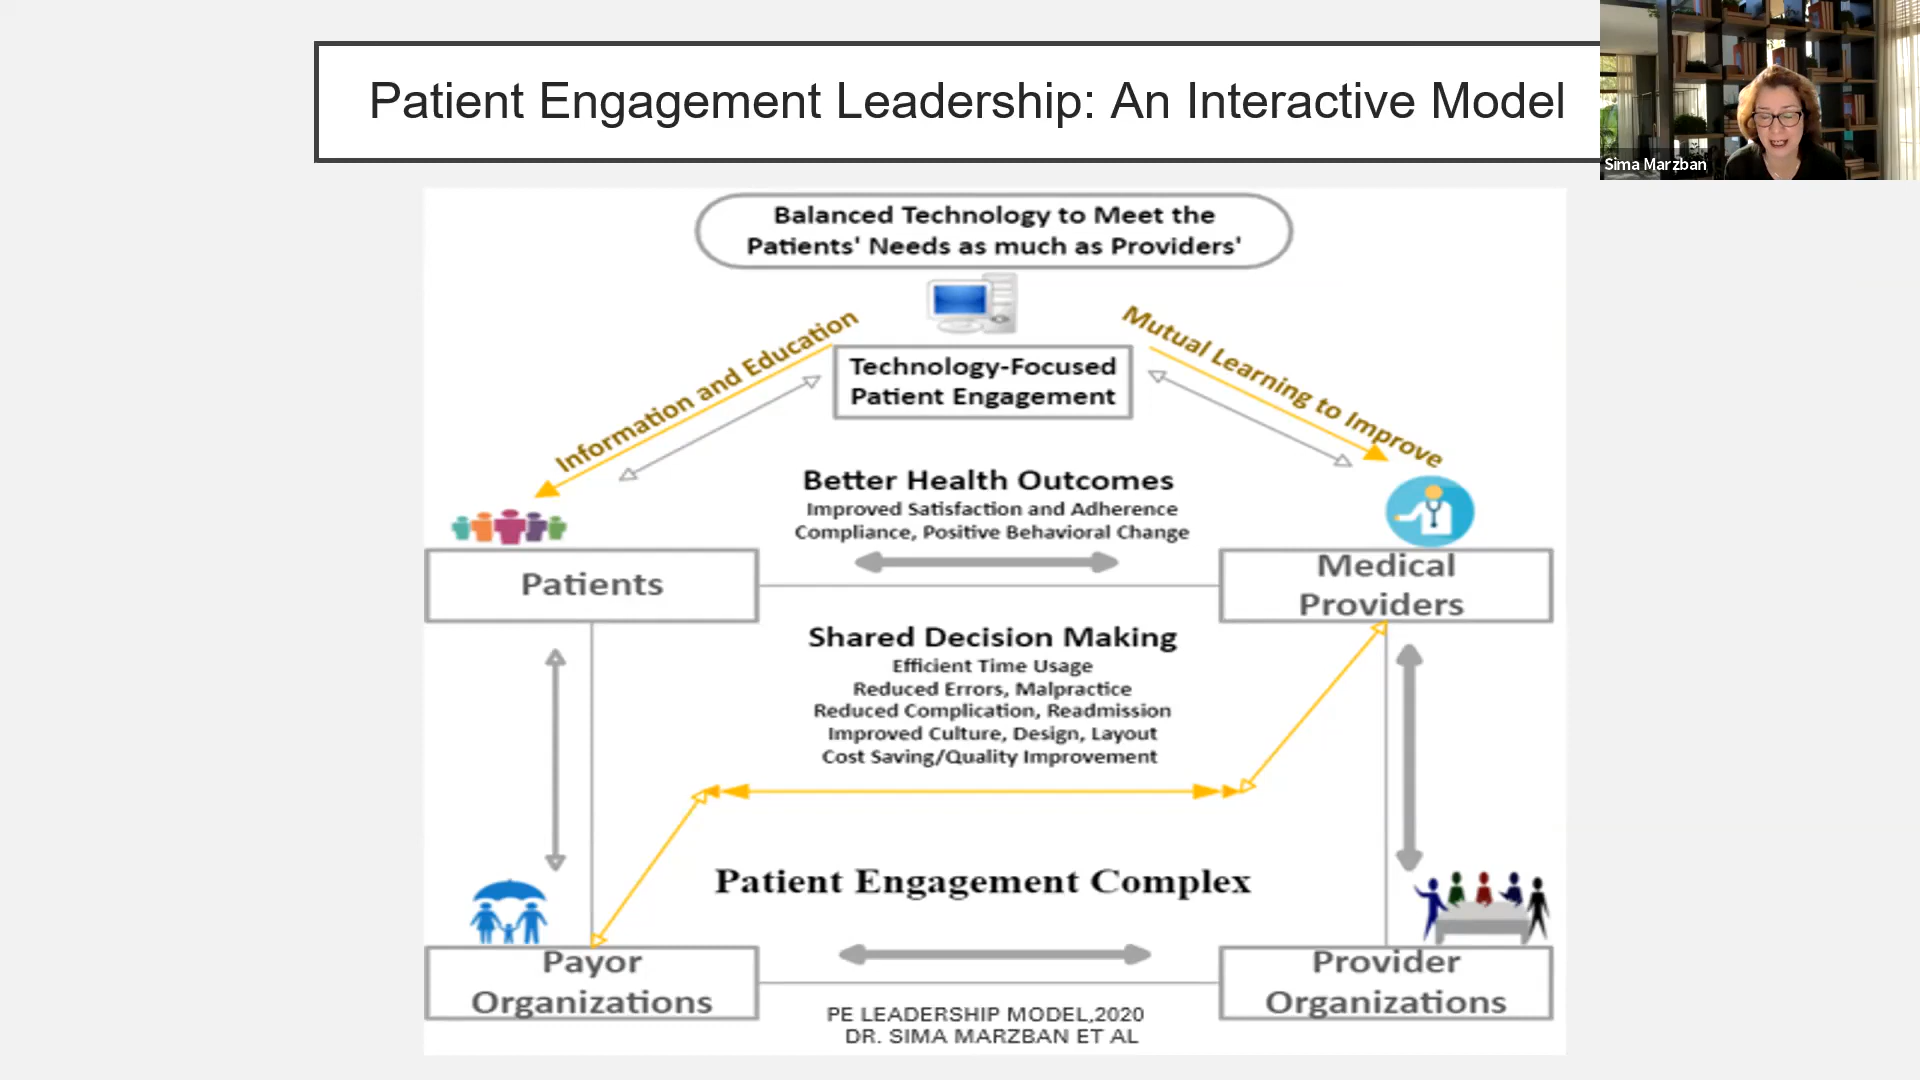 Patient Engagement Leadership: An Interactive Model
Sima Marzban
Balanced Technology to Meet the
Patients' Needs as much as Providers'
Information and Education
Mutual Learning to Improve
Technology-Focused
Patient Engagement
Better Health Outcomes
Improved Satisfaction and Adherence
Compliance, Positive Behavioral Change
Patients
Medical
Providers
Shared Decision Making
Efficient Time Usage
Reduced Errors, Malpractice
Reduced Complication, Readmission
Improved Culture, Design, Layout
Cost Saving/Quality Improvement
Patient Engagement Complex
Payor
Organizations
Provider
Organizations
PE LEADERSHIP MODEL,2020
DR. SIMA MARZBAN ET AL